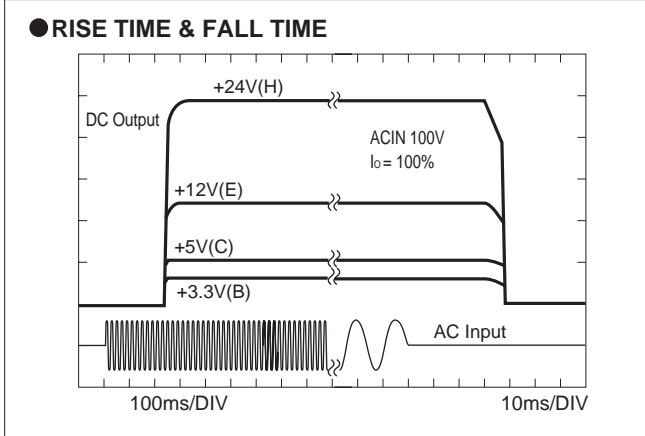 ●RISE TIME & FALL TIME
+24V(H)
DC Output
ACIN 100V
Io = 100%
+12V(E)
+5V(C)
+3.3V(B)
AC Input
100ms/DIV
10ms/DIV